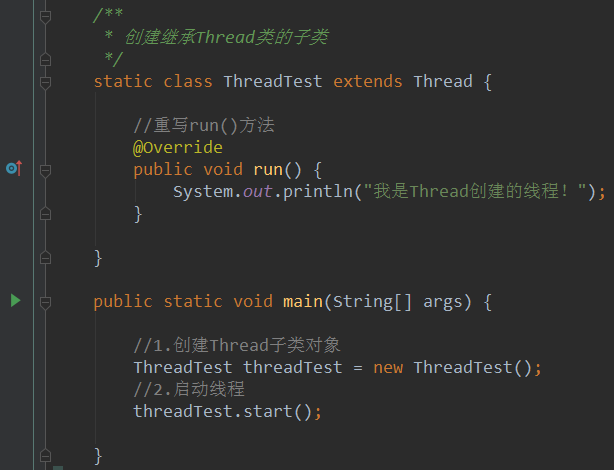 /**
 * 创建继承Thread类的子类
 */
static class ThreadTest extends Thread {
//重写run()方法
@Override
public void run() {
System.out.println("我是Thread创建的线程！");
}
}
public static void main(String[] args) {
//1.创建Thread子类对象
ThreadTest threadTest = new ThreadTest();
//2.启动线程
threadTest.start();
}